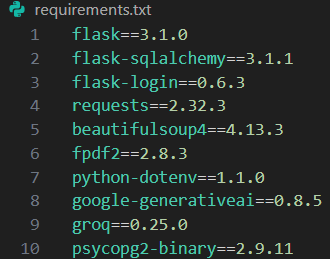 requirements.txt
1 flask==3.1.0
2 flask-sqlalchemy==3.1.1
3 flask-login==0.6.3
4 requests==2.32.3
5 beautifulsoup4==4.13.3
6 fpdf2==2.8.3
7 python-dotenv==1.1.0
8 google-generativeai==0.8.5
9 groq==0.25.0
10 psycopg2-binary==2.9.11